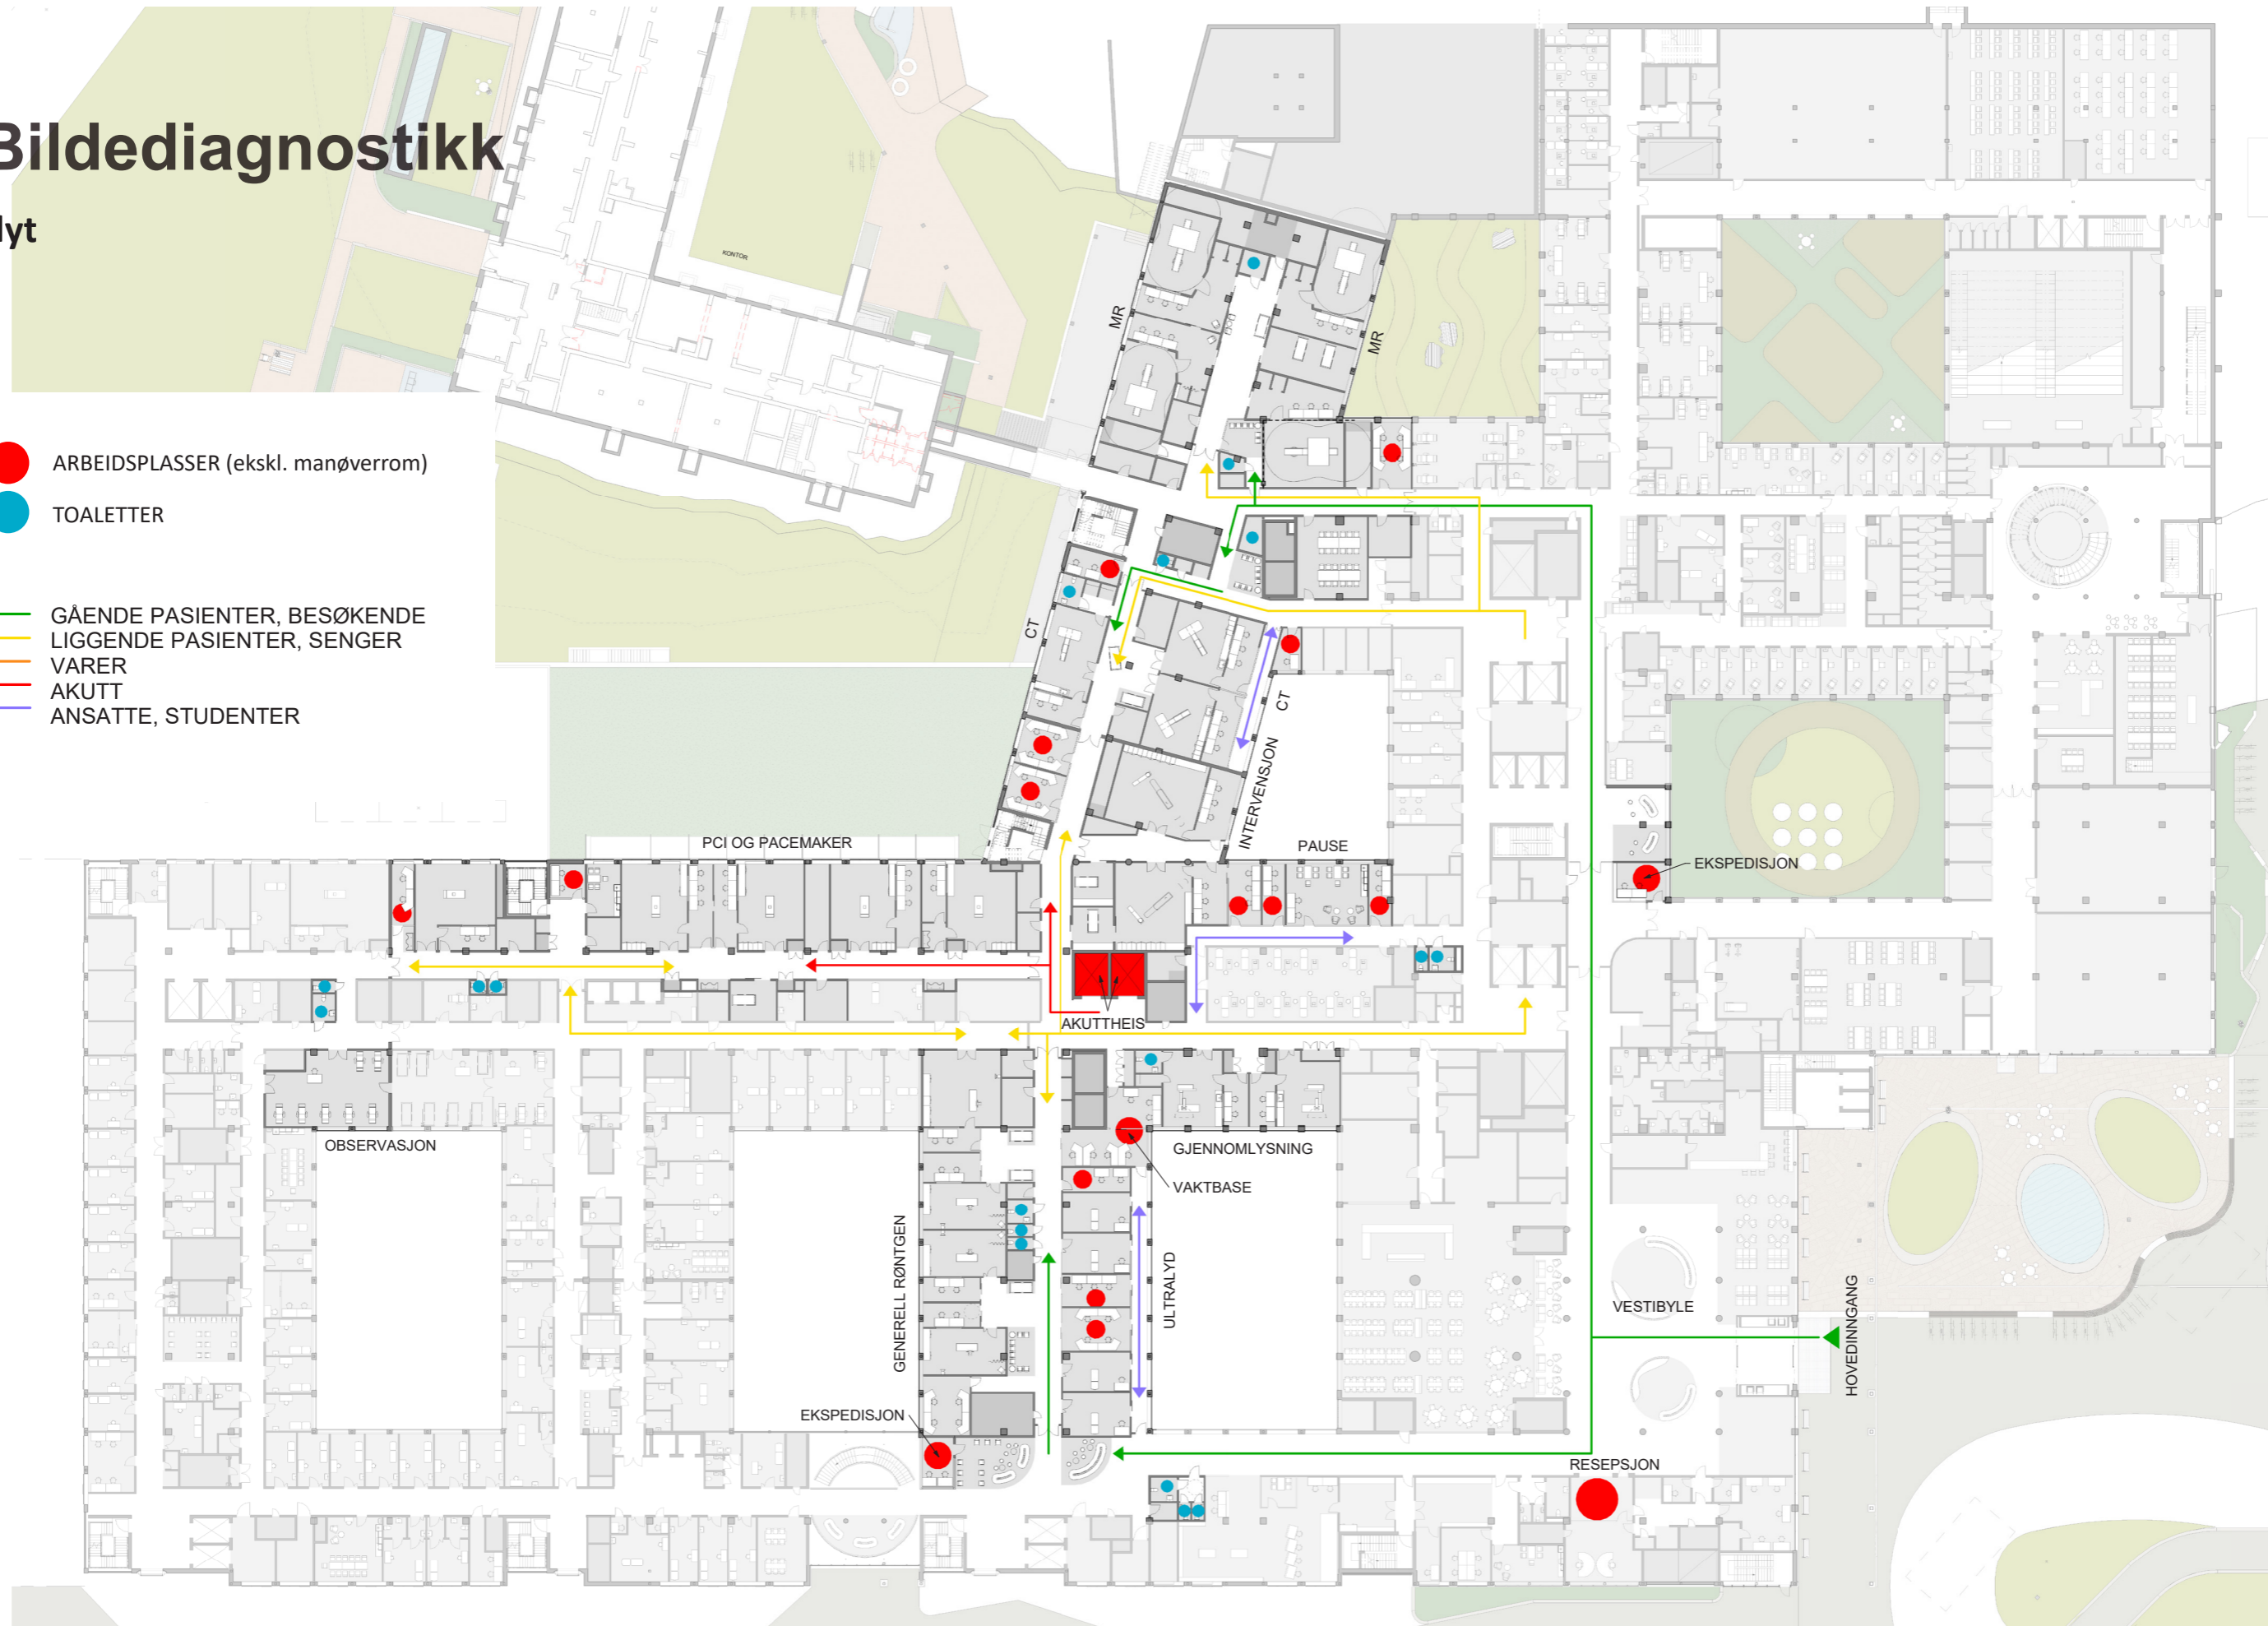 Bildediagnostikk
lyt
KONTOR
MR
MR
ARBEIDSPLASSER (ekskl. manøverrom)
TOALETTER
GÅENDE PASIENTER, BESØKENDE
LIGGENDE PASIENTER, SENGER
VARER
AKUTT
ANSATTE, STUDENTER
CT
CT
INTERVENSJON
PCI OG PACEMAKER
PAUSE
EKSPEDISJON
AKUTTHEIS
OBSERVASJON
GJENNOMLYSNING
VAKTBASE
GENERELL RØNTGEN
ULTRALYD
VESTIBYLE
HOVEDINNGANG
EKSPEDISJON
RESEPSJON